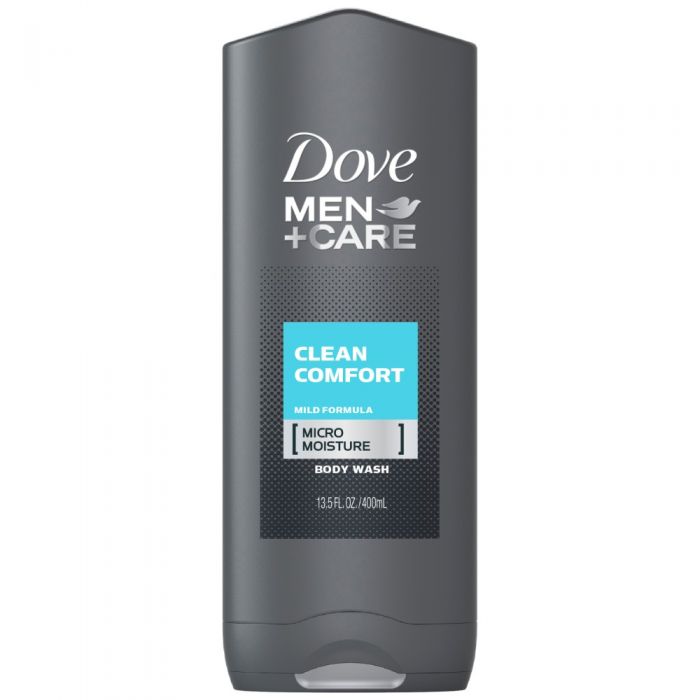 Dove
MEN
+CARE
CLEAN
COMFORT
MILD FORMULA
[MICRO
MOISTURE]
BODY WASH
13.5 FL. OZ./400mL